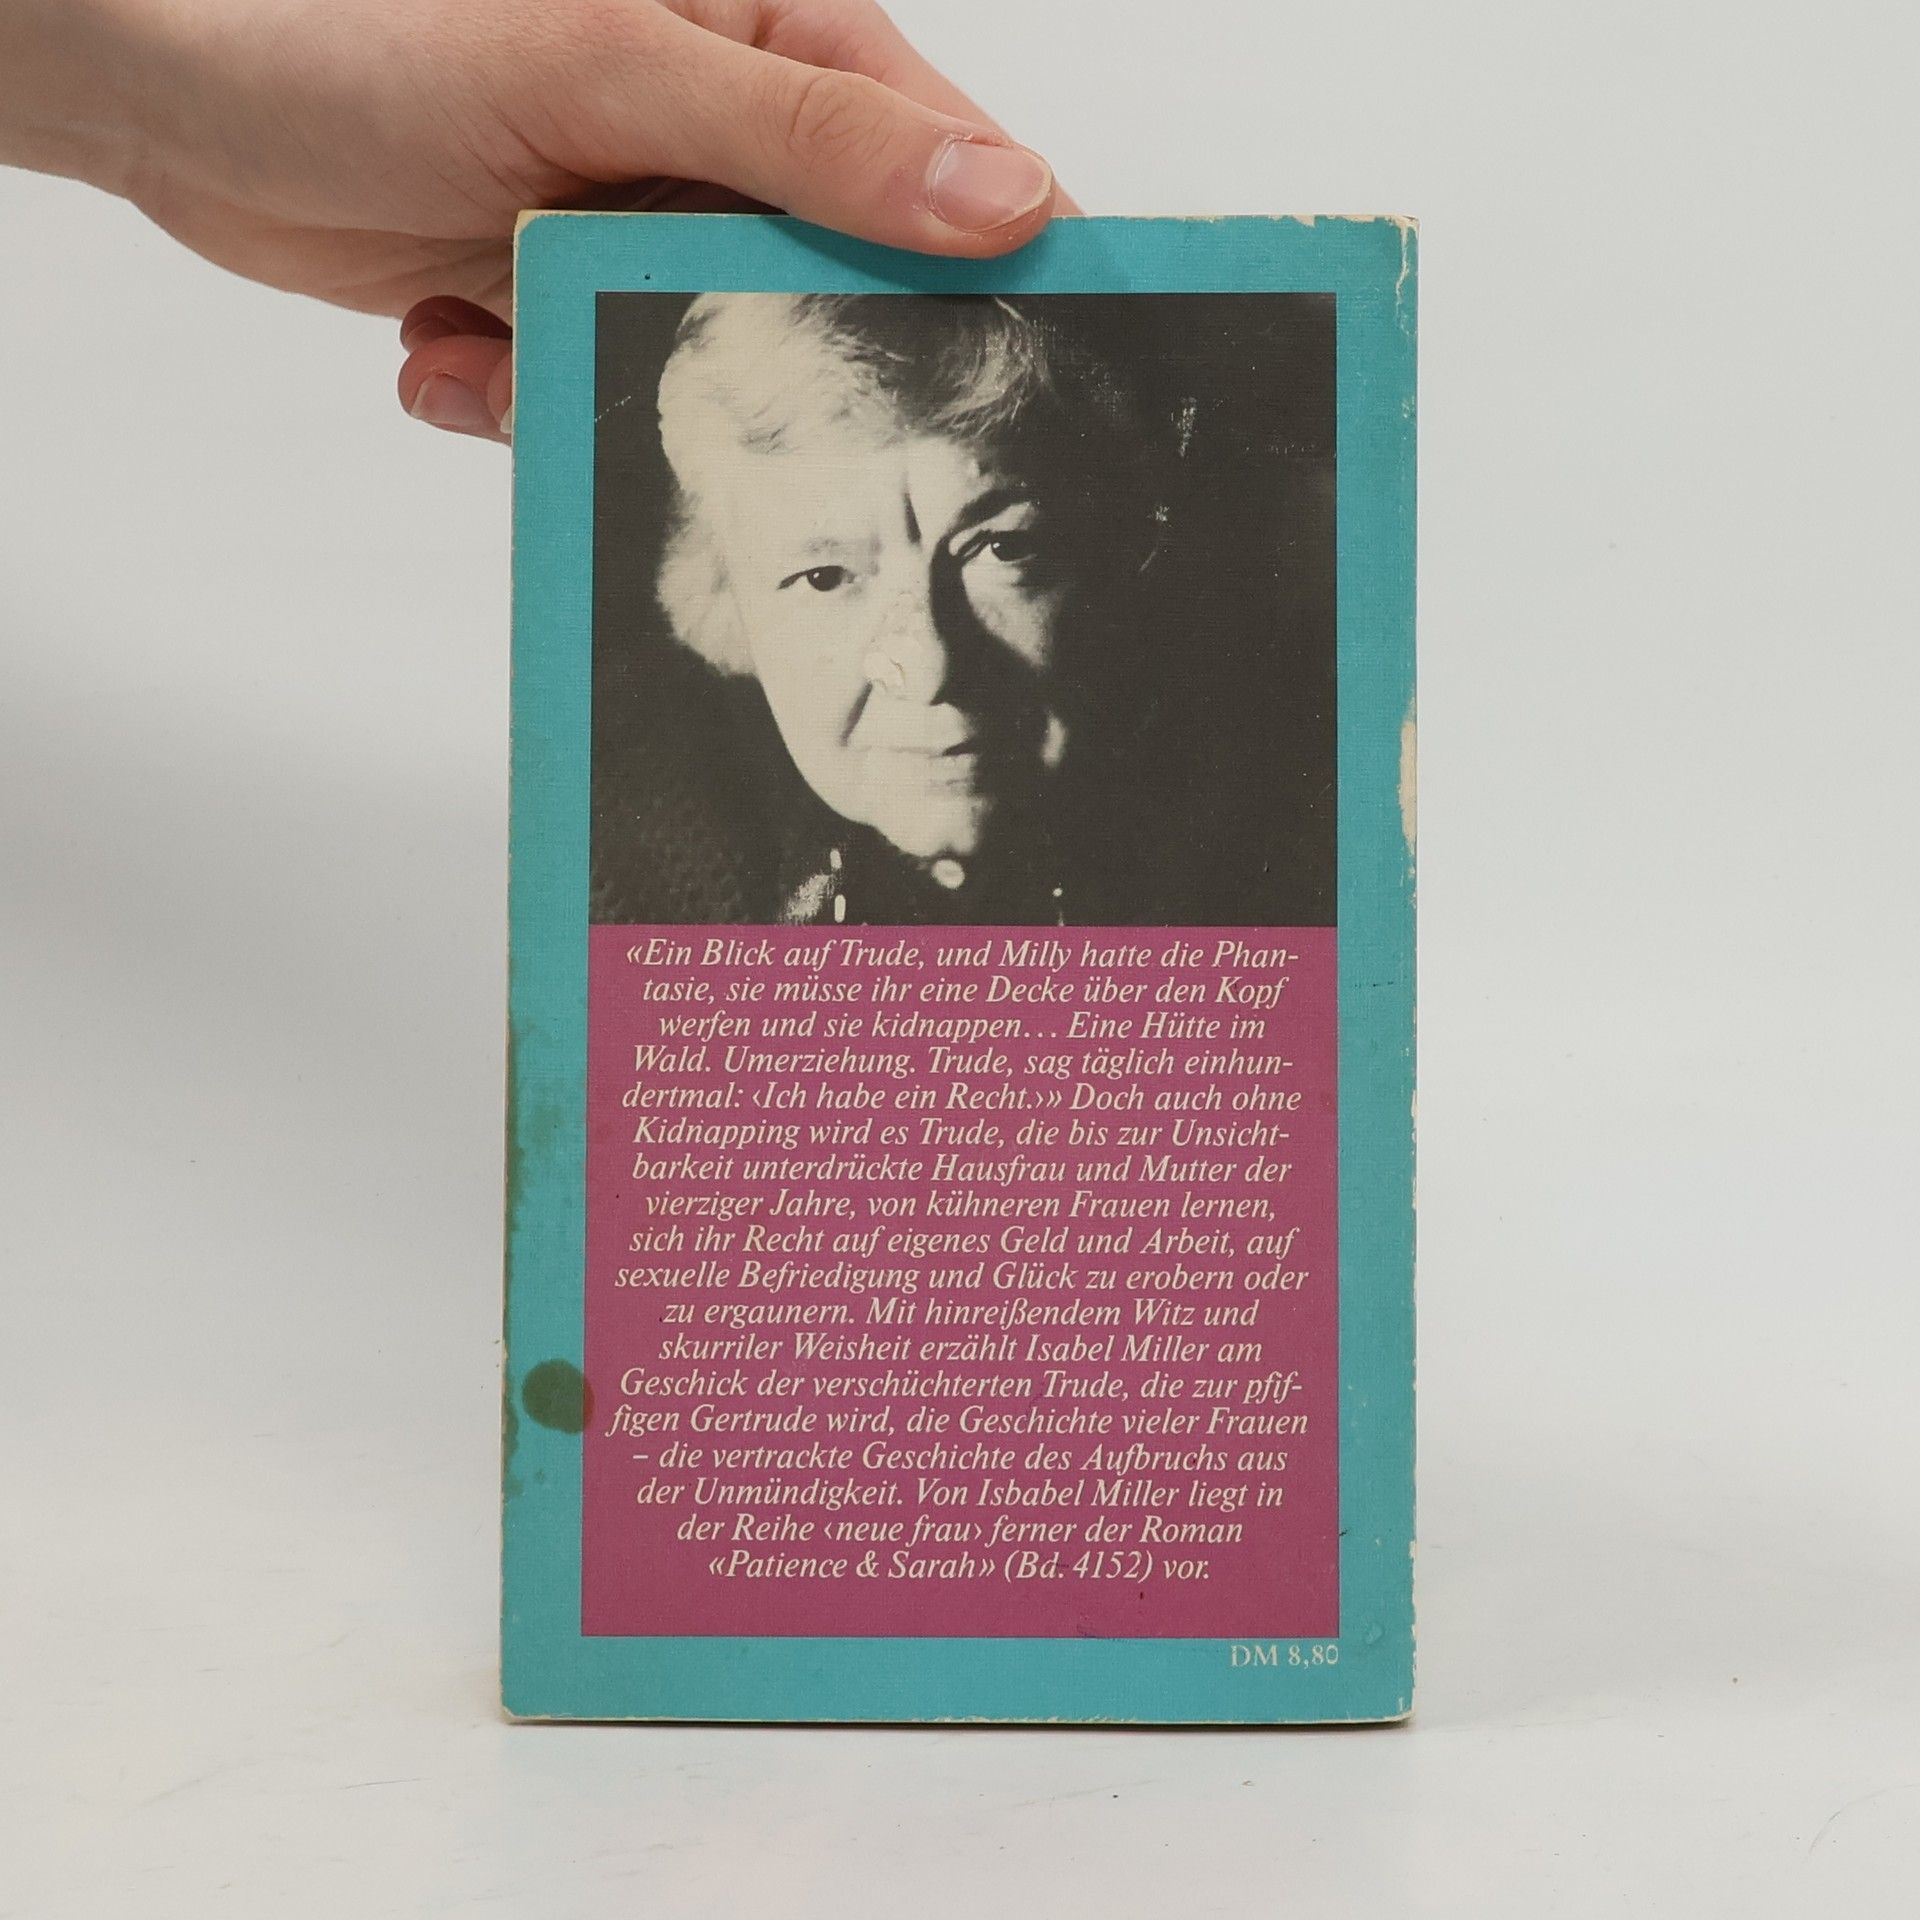 «Ein Blick auf Trude, und Milly hatte die Phan-
tasie, sie müsse ihr eine Decke über den Kopf
werfen und sie kidnappen... Eine Hütte im
Wald. Umerziehung. Trude, sag täglich einhun-
dertmal: ‹Ich habe ein Recht.›» Doch auch ohne
Kidnapping wird es Trude, die bis zur Unsicht-
barkeit unterdrückte Hausfrau und Mutter der
vierziger Jahre, von kühneren Frauen lernen,
sich ihr Recht auf eigenes Geld und Arbeit, auf
sexuelle Befriedigung und Glück zu erobern oder
zu ergaunern. Mit hinreißendem Witz und
skurriler Weisheit erzählt Isabel Miller am
Geschick der verschüchterten Trude, die zur pfif-
figen Gertrude wird, die Geschichte vieler Frauen
– die vertrackte Geschichte des Aufbruchs aus
der Unmündigkeit. Von Isbabel Miller liegt in
der Reihe ‹neue frau› ferner der Roman
«Patience & Sarah» (Bd. 4152) vor.
DM 8,80